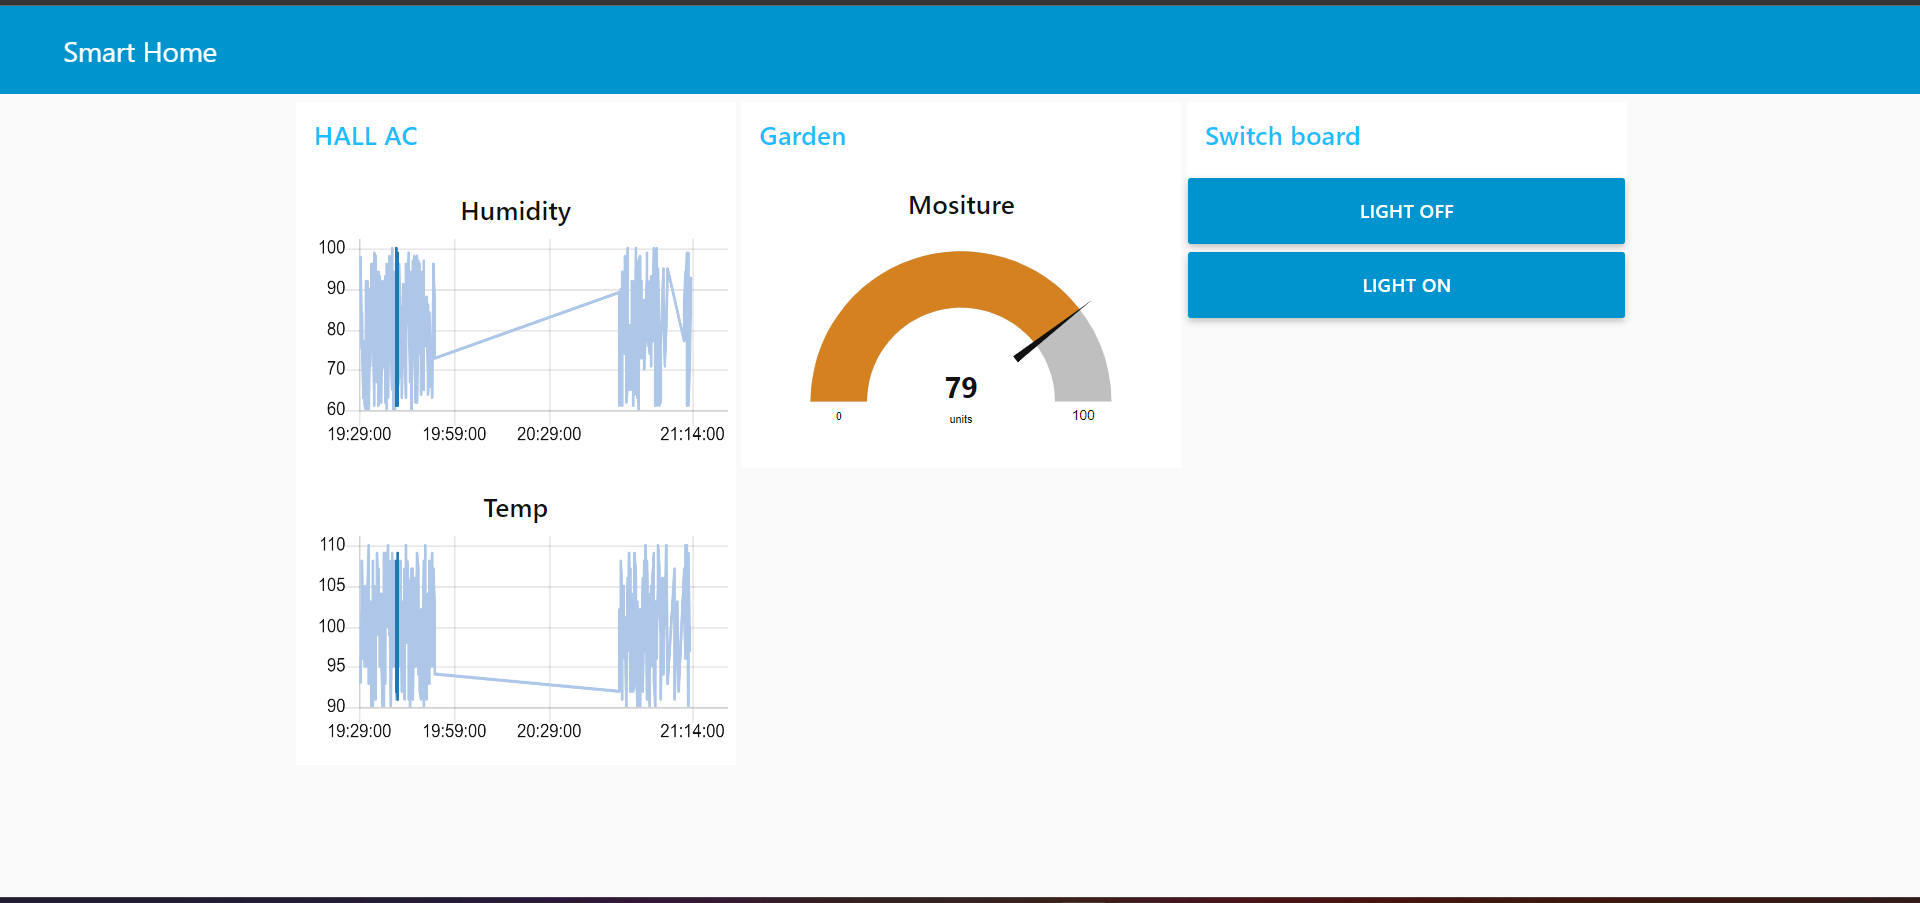 Smart Home
HALL AC
Humidity
100
90
80
70
60
19:29:00 19:59:00 20:29:00 21:14:00
Temp
110
105
100
95
90
19:29:00 19:59:00 20:29:00 21:14:00
Garden
Mositure
79
units
0 100
Switch board
LIGHT OFF
LIGHT ON